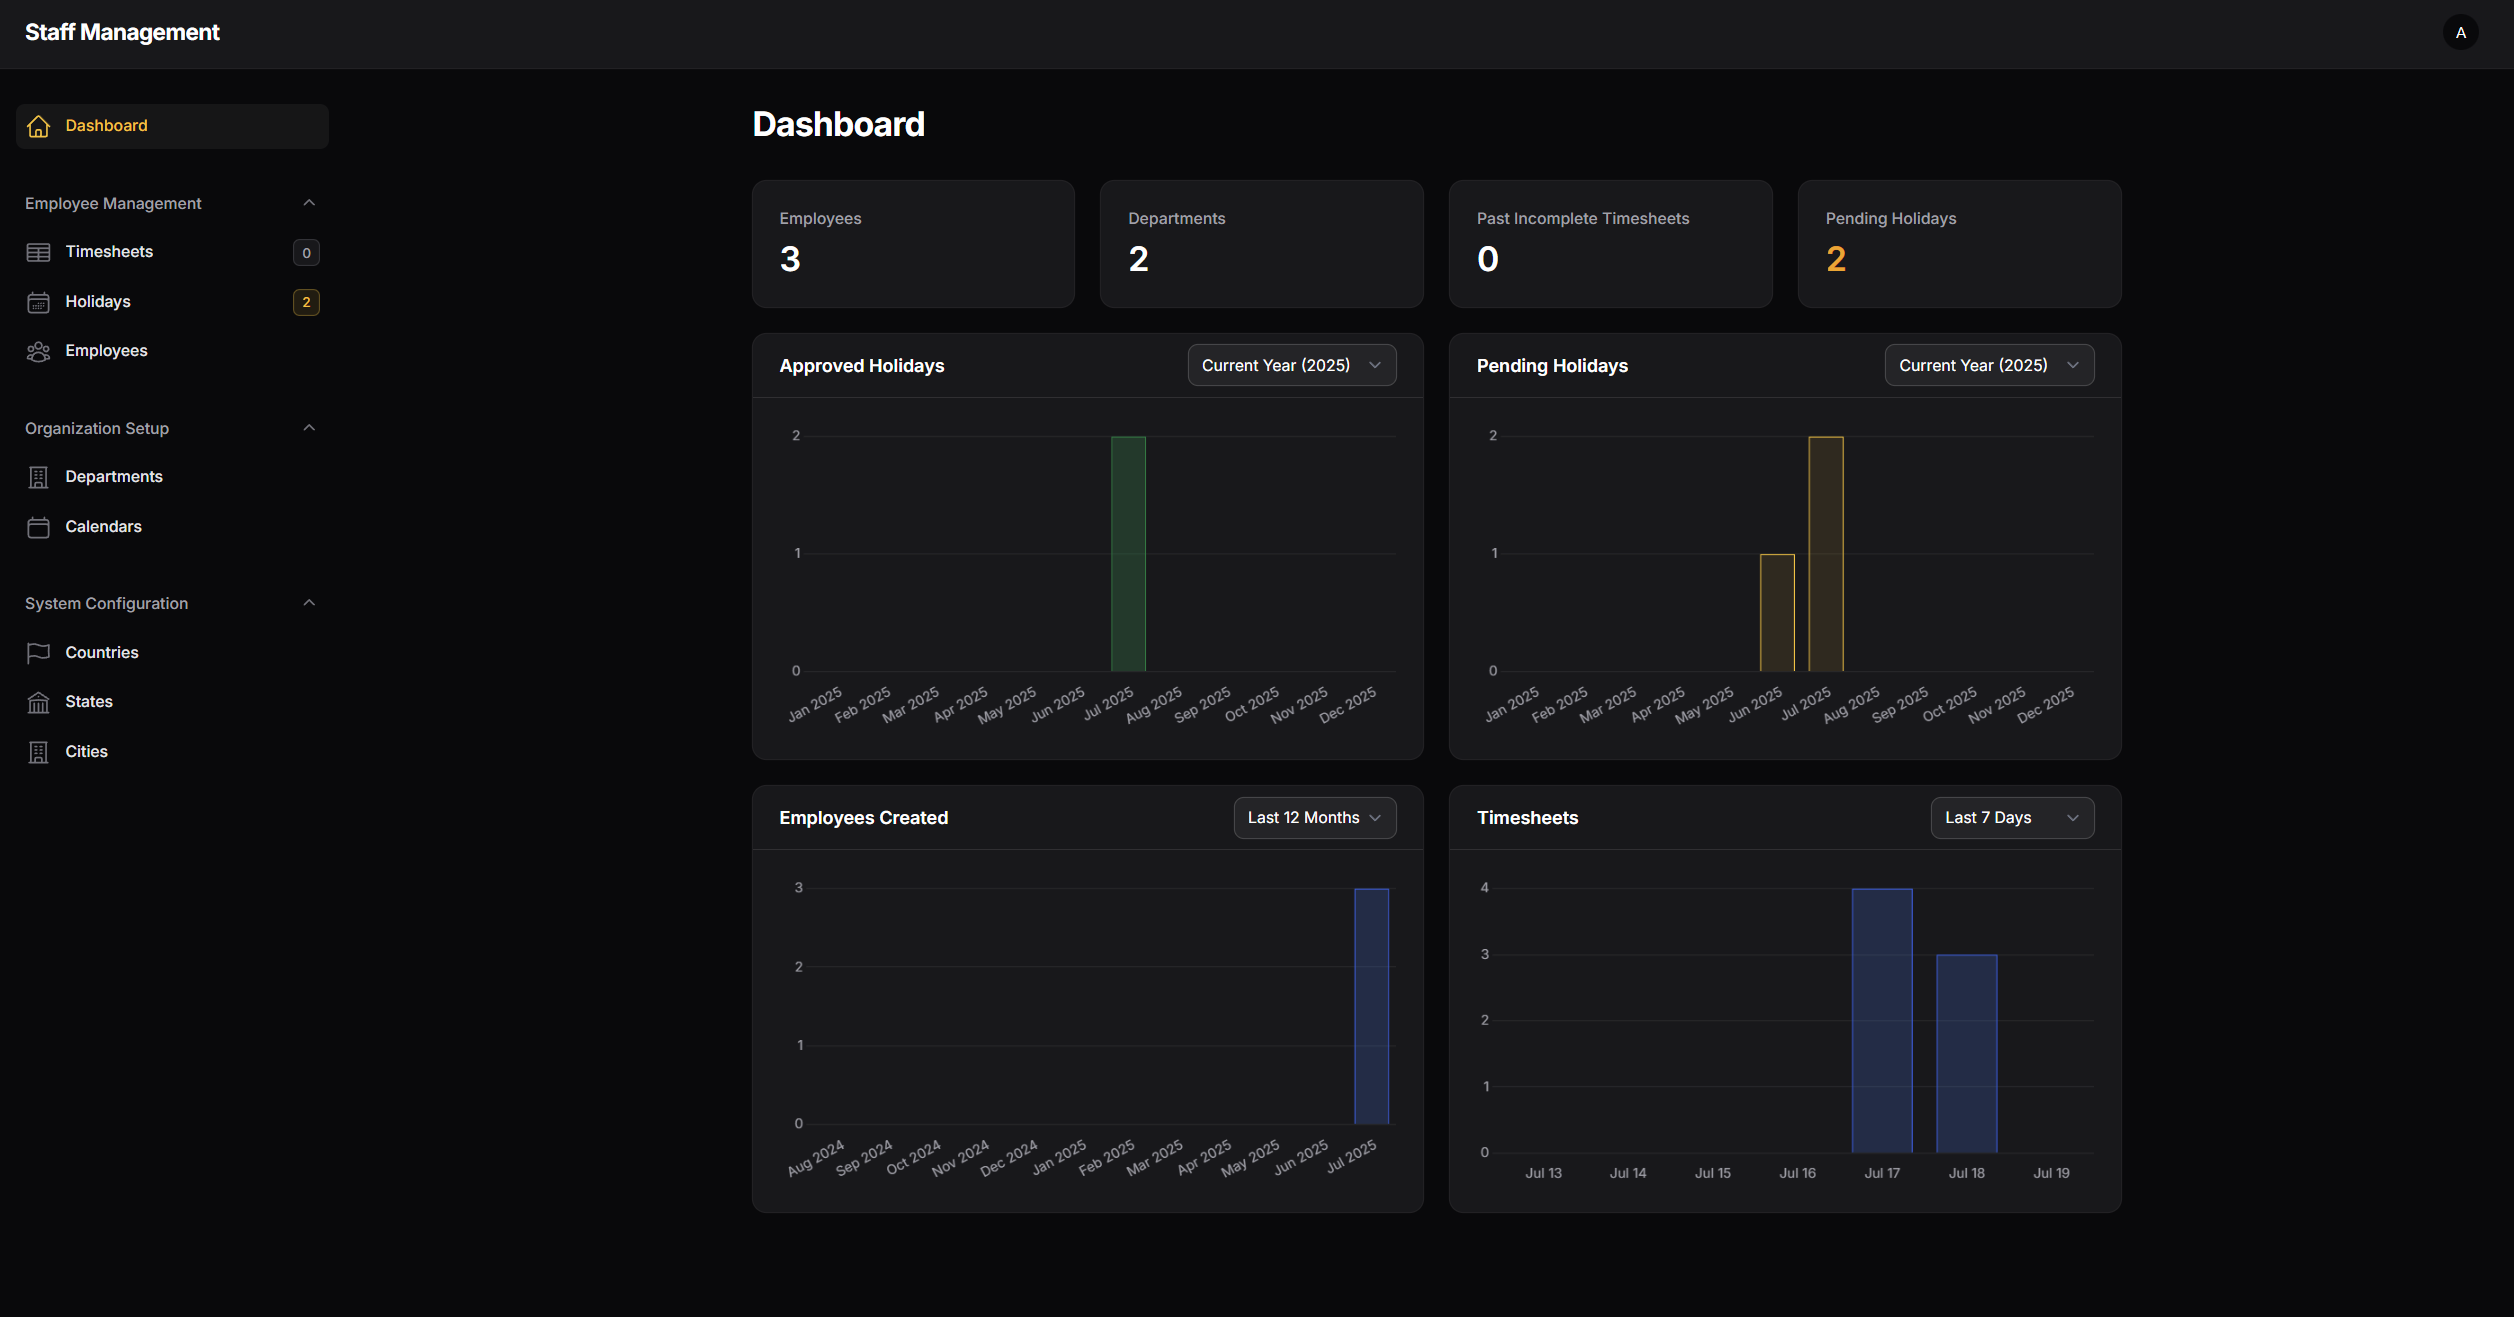 Staff Management
A
Dashboard
Employee Management
Timesheets 0
Holidays 2
Employees
Organization Setup
Departments
Calendars
System Configuration
Countries
States
Cities
Dashboard
Employees
3
Departments
2
Past Incomplete Timesheets
0
Pending Holidays
2
Approved Holidays
Current Year (2025)
2
1
0
Jan 2025 Feb 2025 Mar 2025 Apr 2025 May 2025 Jun 2025 Jul 2025 Aug 2025 Sep 2025 Oct 2025 Nov 2025 Dec 2025
Pending Holidays
Current Year (2025)
2
1
0
Jan 2025 Feb 2025 Mar 2025 Apr 2025 May 2025 Jun 2025 Jul 2025 Aug 2025 Sep 2025 Oct 2025 Nov 2025 Dec 2025
Employees Created
Last 12 Months
3
2
1
0
Aug 2024 Sep 2024 Oct 2024 Nov 2024 Dec 2024 Jan 2025 Feb 2025 Mar 2025 Apr 2025 May 2025 Jun 2025 Jul 2025
Timesheets
Last 7 Days
4
3
2
1
0
Jul 13 Jul 14 Jul 15 Jul 16 Jul 17 Jul 18 Jul 19